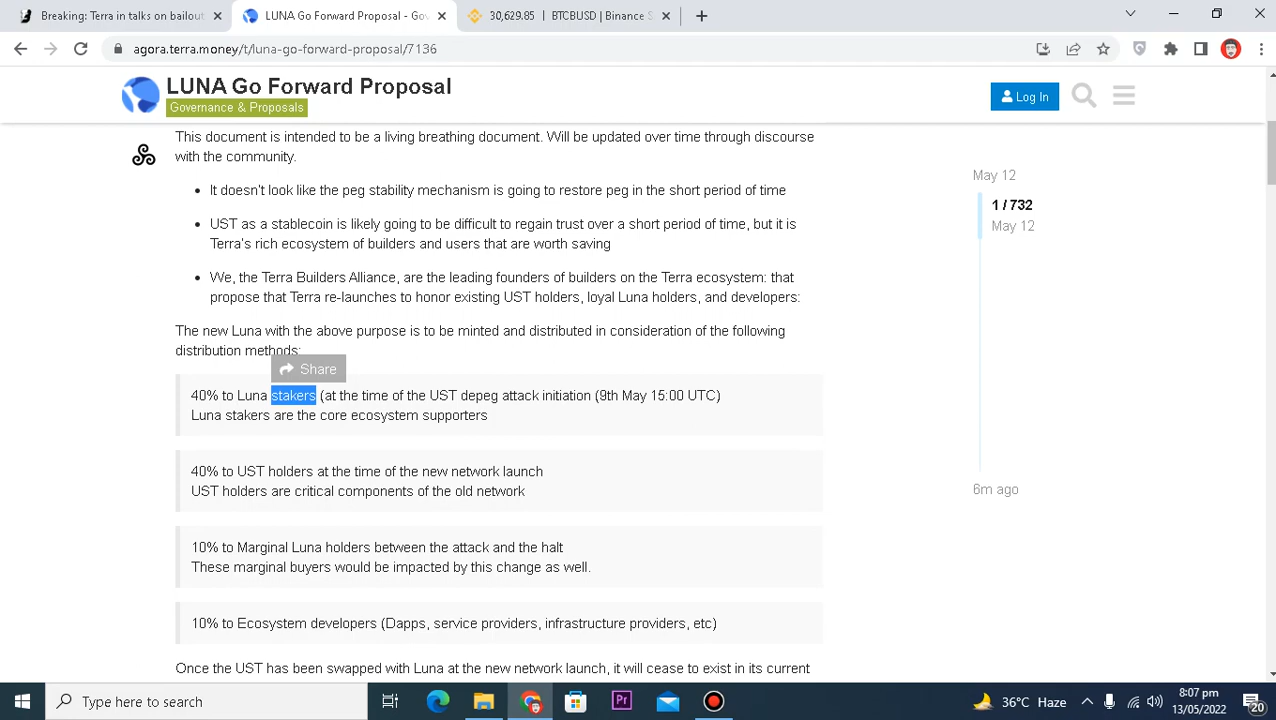 Breaking: Terra in talks on bailout
LUNA Go Forward Proposal - Gov
30,629.85 | BTCBUSD | Binance S
agora.terra.money/t/luna-go-forward-proposal/7136
LUNA Go Forward Proposal
Governance & Proposals
Log In
This document is intended to be a living breathing document. Will be updated over time through discourse
with the community.
• It doesn't look like the peg stability mechanism is going to restore peg in the short period of time
• UST as a stablecoin is likely going to be difficult to regain trust over a short period of time, but it is
Terra's rich ecosystem of builders and users that are worth saving
• We, the Terra Builders Alliance, are the leading founders of builders on the Terra ecosystem: that
propose that Terra re-launches to honor existing UST holders, loyal Luna holders, and developers:
The new Luna with the above purpose is to be minted and distributed in consideration of the following
distribution methods:
Share
40% to Luna stakers (at the time of the UST depeg attack initiation (9th May 15:00 UTC)
Luna stakers are the core ecosystem supporters
40% to UST holders at the time of the new network launch
UST holders are critical components of the old network
10% to Marginal Luna holders between the attack and the halt
These marginal buyers would be impacted by this change as well.
10% to Ecosystem developers (Dapps, service providers, infrastructure providers, etc)
Once the UST has been swapped with Luna at the new network launch, it will cease to exist in its current
May 12
1 / 732
May 12
6m ago
Type here to search
Pr
36°C Haze
8:07 pm
13/05/2022
20